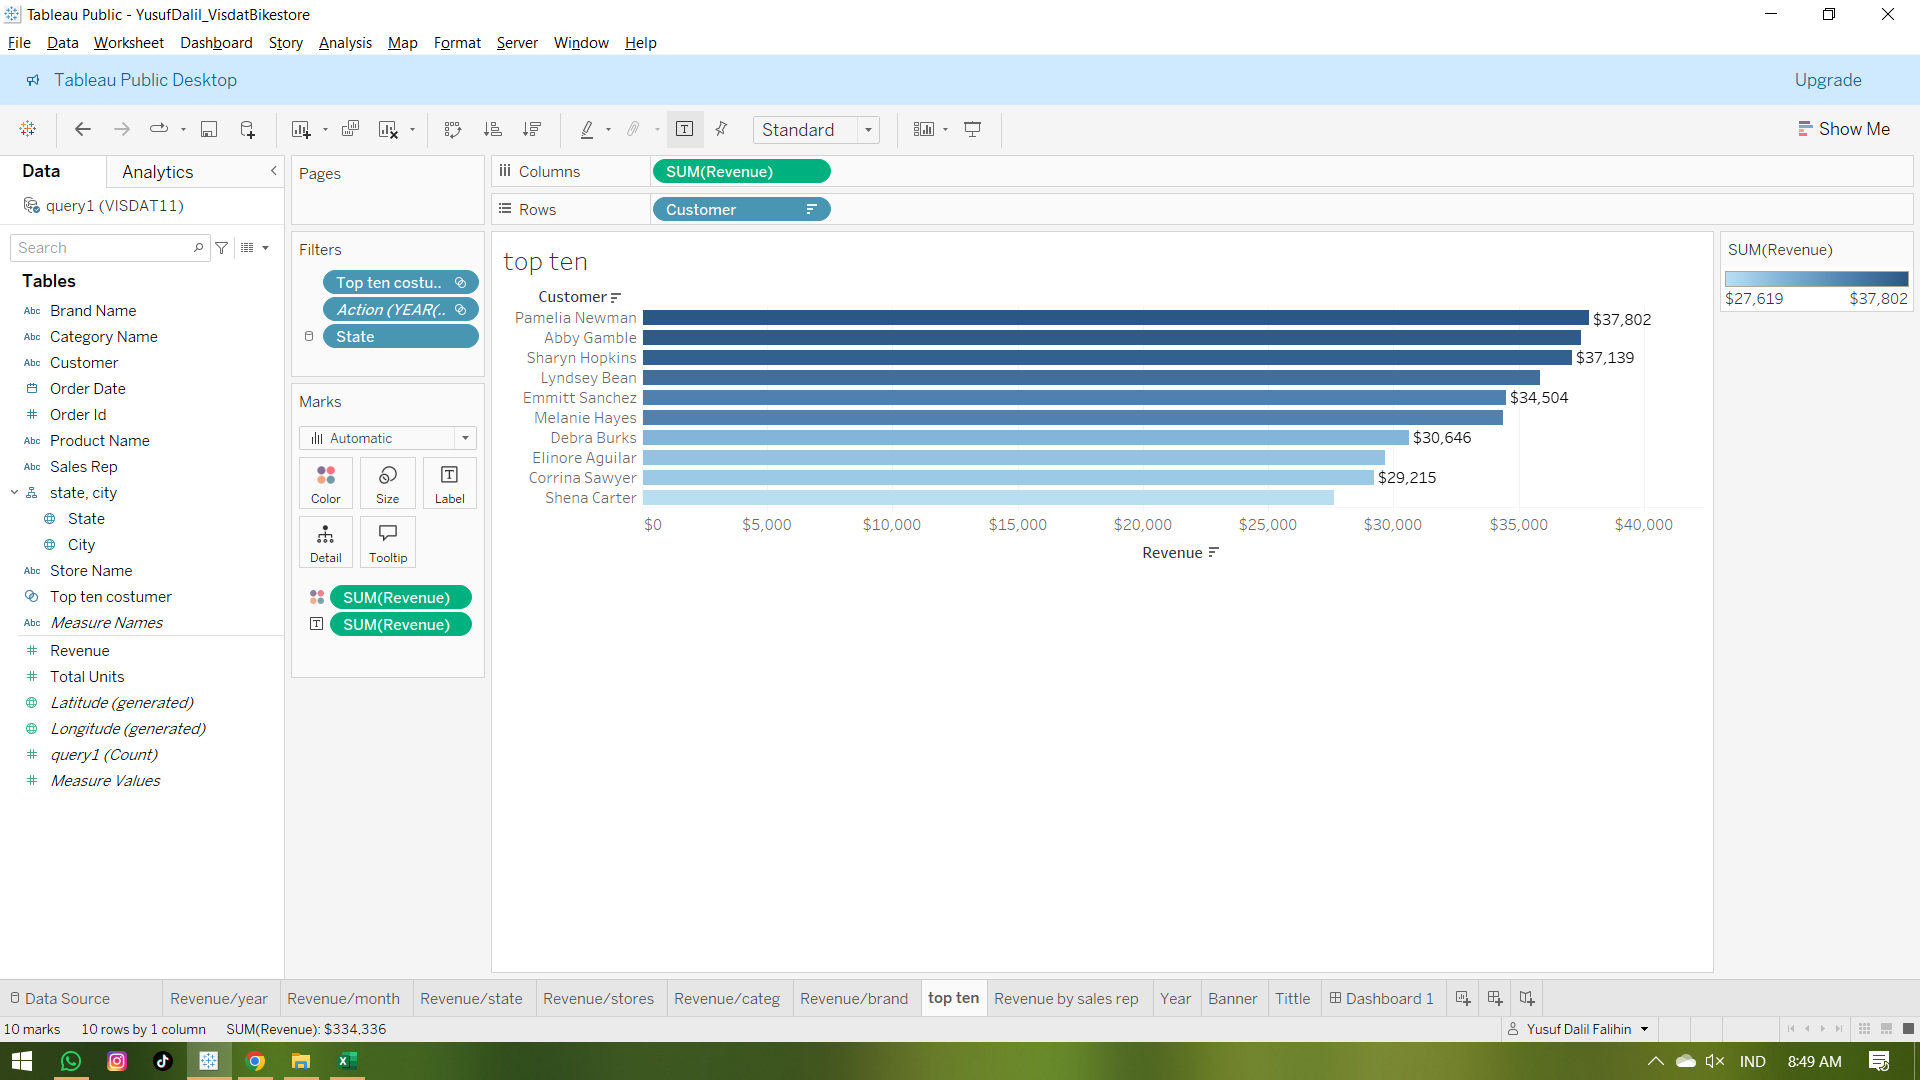 Tableau Public - YusufDalil_VisdatBikestore
File Data Worksheet Dashboard Story Analysis Map Format Server Window Help
Tableau Public Desktop
Upgrade
Standard
Show Me
Data
Analytics
query1 (VISDAT11)
Search
Tables
Abc Brand Name
Abc Category Name
Abc Customer
Order Date
# Order Id
Abc Product Name
Abc Sales Rep
state, city
State
City
Abc Store Name
Top ten costumer
Abc Measure Names
# Revenue
# Total Units
Latitude (generated)
Longitude (generated)
# query1 (Count)
# Measure Values
Pages
Filters
Top ten costu..
Action (YEAR(..
State
Marks
Automatic
Color Size Label
Detail Tooltip
SUM(Revenue)
SUM(Revenue)
Columns SUM(Revenue)
Rows Customer
top ten
Customer
Pamelia Newman $37,802
Abby Gamble
Sharyn Hopkins $37,139
Lyndsey Bean
Emmitt Sanchez $34,504
Melanie Hayes
Debra Burks $30,646
Elinore Aguilar
Corrina Sawyer $29,215
Shena Carter
$0 $5,000 $10,000 $15,000 $20,000 $25,000 $30,000 $35,000 $40,000
Revenue
SUM(Revenue)
$27,619 $37,802
Data Source Revenue/year Revenue/month Revenue/state Revenue/stores Revenue/categ Revenue/brand top ten Revenue by sales rep Year Banner Tittle Dashboard 1
10 marks 10 rows by 1 column SUM(Revenue): $334,336
Yusuf Dalil Falihin
IND 8:49 AM